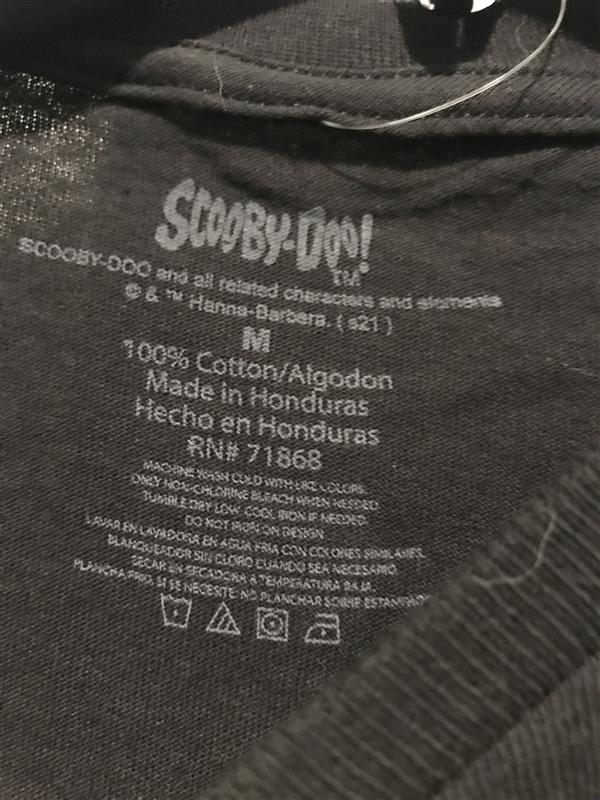 SCOOBY-DOO!
TM
SCOOBY-DOO and all related characters and elements
© & ™ Hanna-Barbera. (s21)
M
100% Cotton/Algodon
Made in Honduras
Hecho en Honduras
RN# 71868
MACHINE WASH COLD WITH LIKE COLORS.
ONLY NON-CHLORINE BLEACH WHEN NEEDED.
TUMBLE DRY LOW. COOL IRON IF NEEDED.
DO NOT IRON ON DESIGN
LAVAR EN LAVADOSA EN AGUA FRIA CON COLORES SIMILARES.
BLANQUEADOR SIN CLORO CUANDO SEA NECESARIO.
SECAR EN SECADORA A TEMPERATURA BAJA.
PLANCHA FRIO, SI SE NECESITE. NO PLANCHAR SOBRE ESTAMPADO